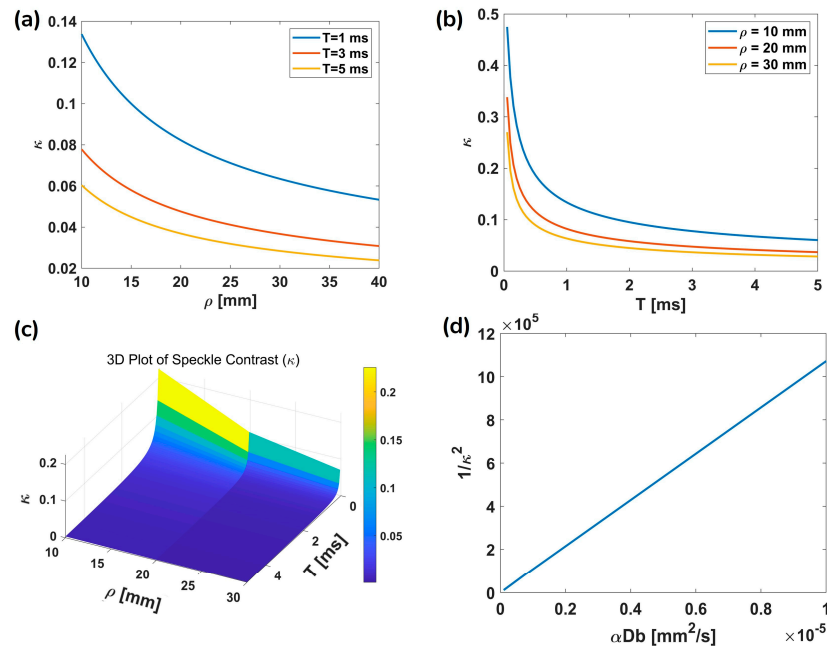 (a)
0.14
0.12
0.1
0.08
0.06
0.04
0.02
κ
T=1 ms
T=3 ms
T=5 ms
10 15 20 25 30 35 40
ρ [mm]
(b)
0.5
0.4
0.3
0.2
0.1
0
κ
ρ = 10 mm
ρ = 20 mm
ρ = 30 mm
0 1 2 3 4 5
T [ms]
(c)
3D Plot of Speckle Contrast (κ)
0.2
0.1
0
κ
10 15 20 25 30
ρ [mm]
0
2
4
T [ms]
0.2
0.15
0.1
0.05
(d)
×10⁵
12
10
8
6
4
2
0
1/κ²
0 0.2 0.4 0.6 0.8 1
×10⁻⁵
αDb [mm²/s]